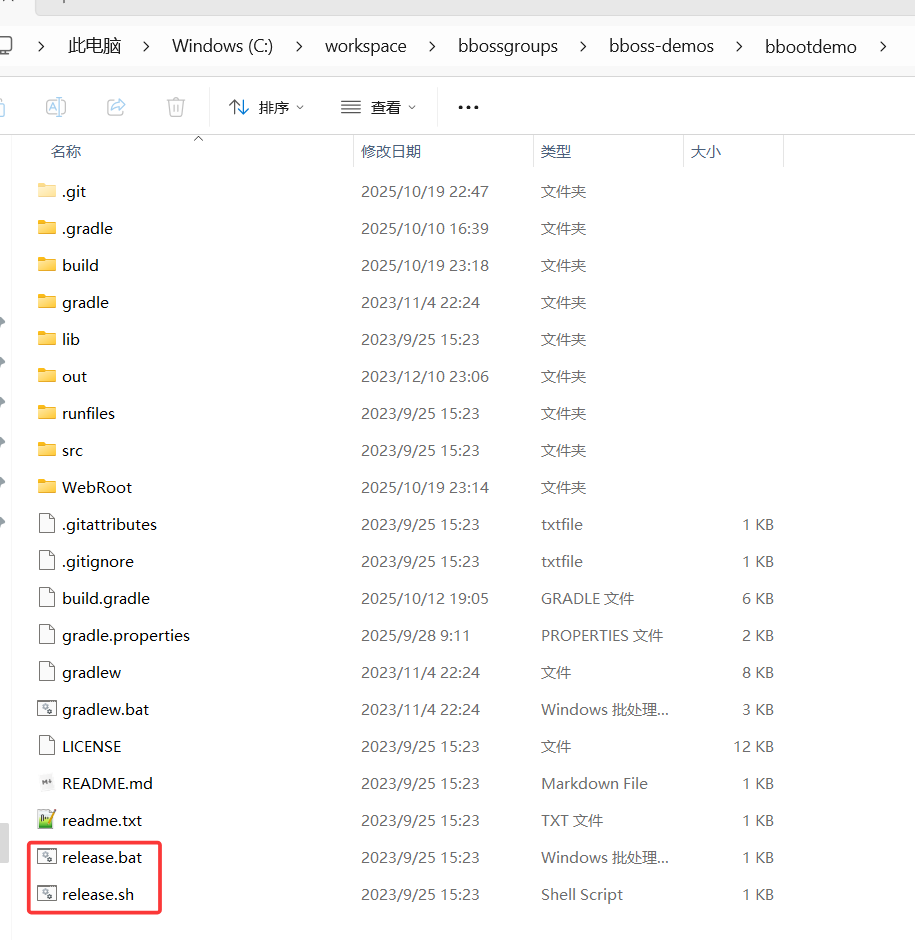 此电脑 > Windows (C:) > workspace > bbossgroups > bboss-demos > bbootdemo >
排序 查看
名称 修改日期 类型 大小
.git 2025/10/19 22:47 文件夹
.gradle 2025/10/10 16:39 文件夹
build 2025/10/19 23:18 文件夹
gradle 2023/11/4 22:24 文件夹
lib 2023/9/25 15:23 文件夹
out 2023/12/10 23:06 文件夹
runfiles 2023/9/25 15:23 文件夹
src 2023/9/25 15:23 文件夹
WebRoot 2025/10/19 23:14 文件夹
.gitattributes 2023/9/25 15:23 txtfile 1 KB
.gitignore 2023/9/25 15:23 txtfile 1 KB
build.gradle 2025/10/12 19:05 GRADLE 文件 6 KB
gradle.properties 2025/9/28 9:11 PROPERTIES 文件 2 KB
gradlew 2023/11/4 22:24 文件 8 KB
gradlew.bat 2023/11/4 22:24 Windows 批处理... 3 KB
LICENSE 2023/9/25 15:23 文件 12 KB
README.md 2023/9/25 15:23 Markdown File 1 KB
readme.txt 2023/9/25 15:23 TXT 文件 1 KB
release.bat 2023/9/25 15:23 Windows 批处理... 1 KB
release.sh 2023/9/25 15:23 Shell Script 1 KB